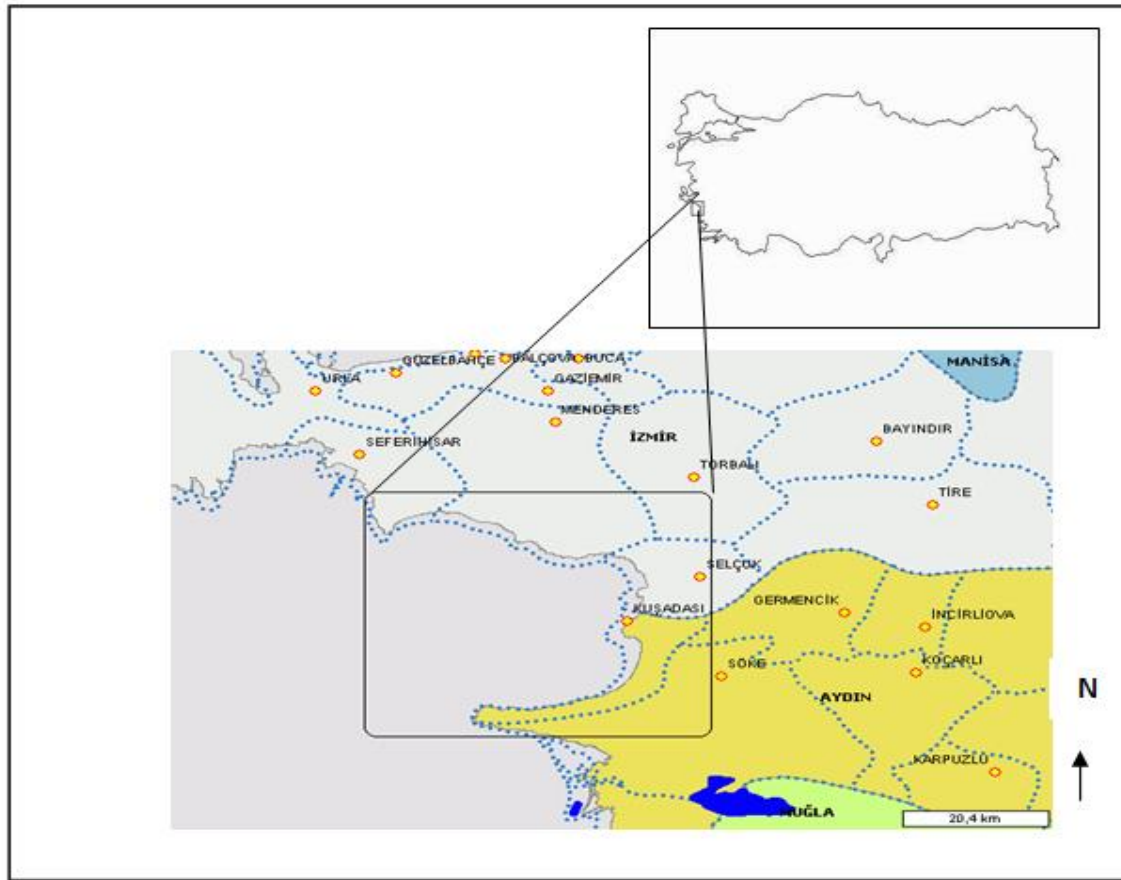 MANİSA
GÜZELBAHÇE
BALÇOVA
BUCA
URLA
GAZİEMİR
MENDERES
İZMİR
BAYINDIR
SEFERİHİSAR
TORBALI
TİRE
SELÇUK
GERMENCİK
KUŞADASI
İNCİRLİOVA
SÖKE
KOÇARLI
AYDIN
N
KARPUZLU
MUĞLA
20,4 km